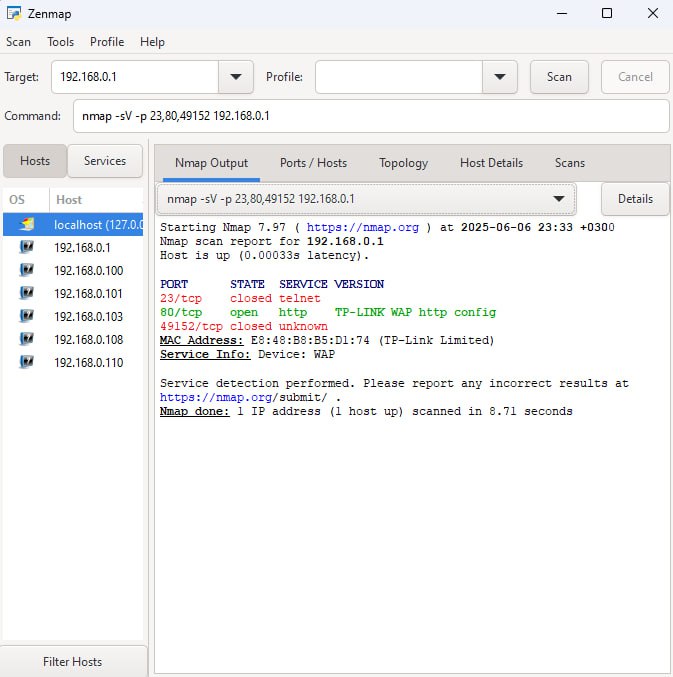 Zenmap
Scan Tools Profile Help
Target: 192.168.0.1 Profile: Scan Cancel
Command: nmap -sV -p 23,80,49152 192.168.0.1
Hosts Services
Nmap Output Ports / Hosts Topology Host Details Scans
OS Host
nmap -sV -p 23,80,49152 192.168.0.1 Details
localhost (127.0.0
192.168.0.1
192.168.0.100
192.168.0.101
192.168.0.103
192.168.0.108
192.168.0.110
Starting Nmap 7.97 ( https://nmap.org ) at 2025-06-06 23:33 +0300
Nmap scan report for 192.168.0.1
Host is up (0.00033s latency).
PORT STATE SERVICE VERSION
23/tcp closed telnet
80/tcp open http TP-LINK WAP http config
49152/tcp closed unknown
MAC Address: E8:48:B8:B5:D1:74 (TP-Link Limited)
Service Info: Device: WAP
Service detection performed. Please report any incorrect results at
https://nmap.org/submit/ .
Nmap done: 1 IP address (1 host up) scanned in 8.71 seconds
Filter Hosts